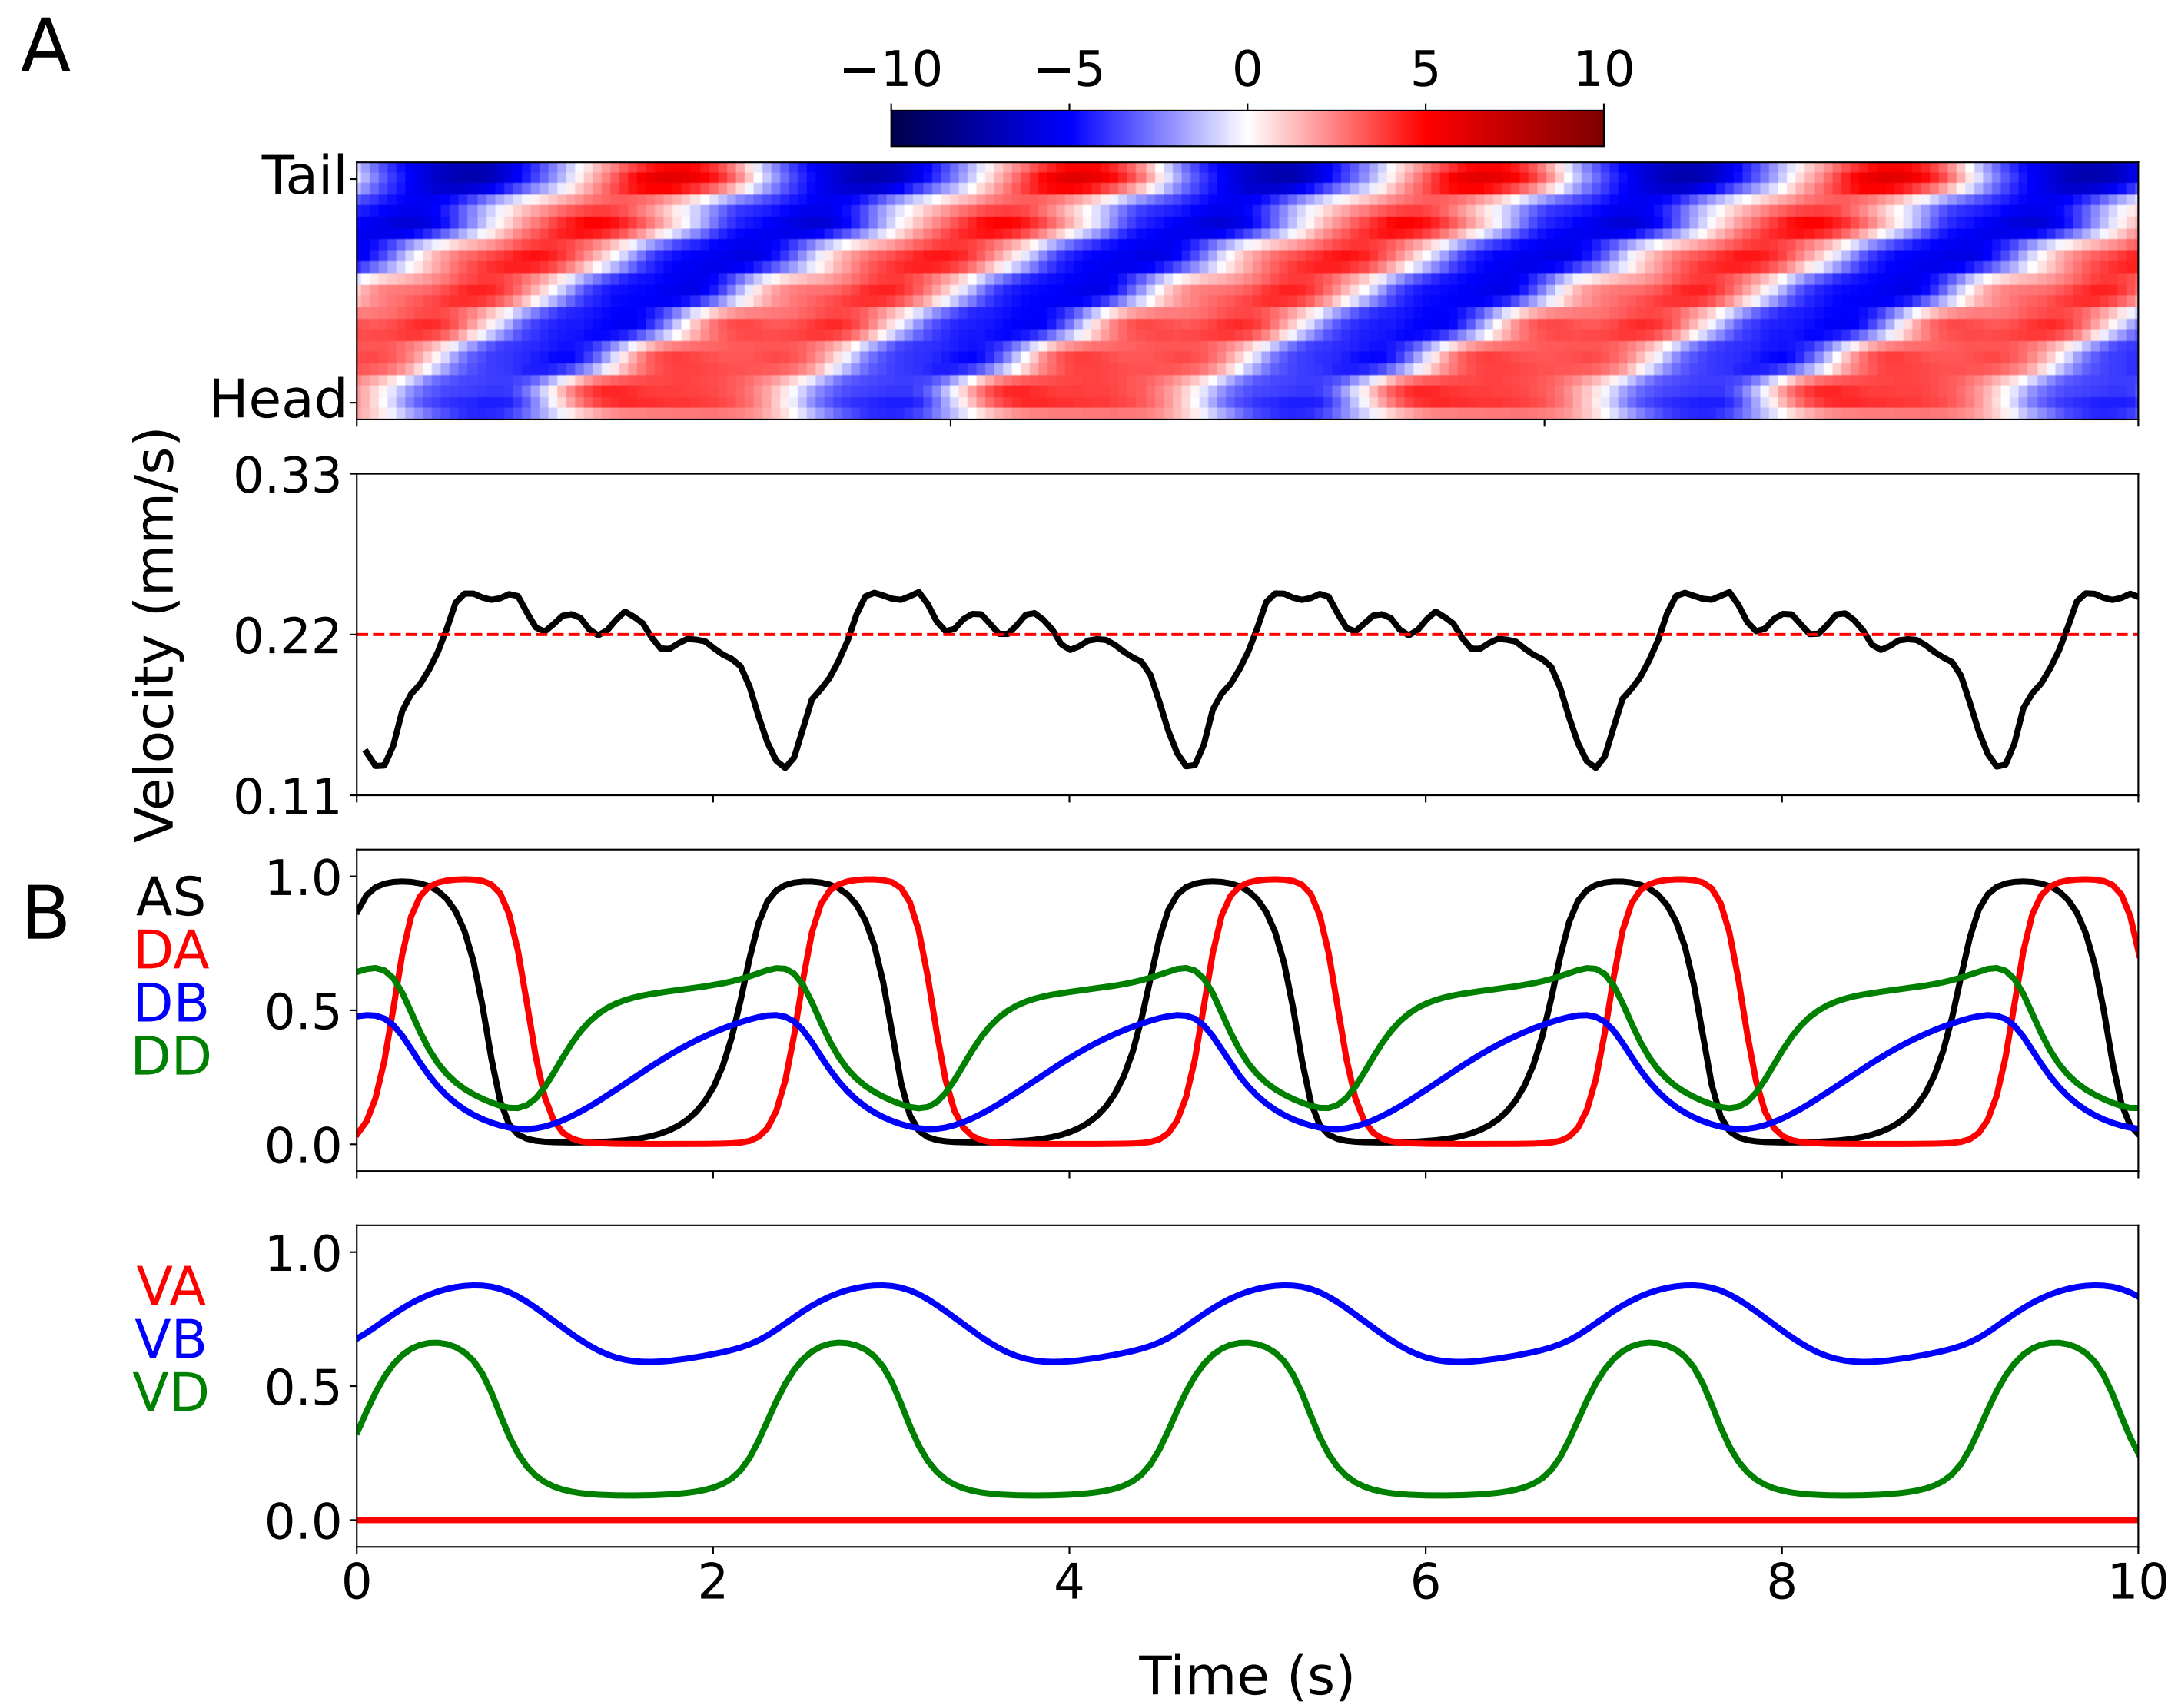 A
−10 −5 0 5 10
Tail
Head
Velocity (mm/s)
0.33
0.22
0.11
B
AS
DA
DB
DD
1.0
0.5
0.0
VA
VB
VD
1.0
0.5
0.0
0 2 4 6 8 10
Time (s)